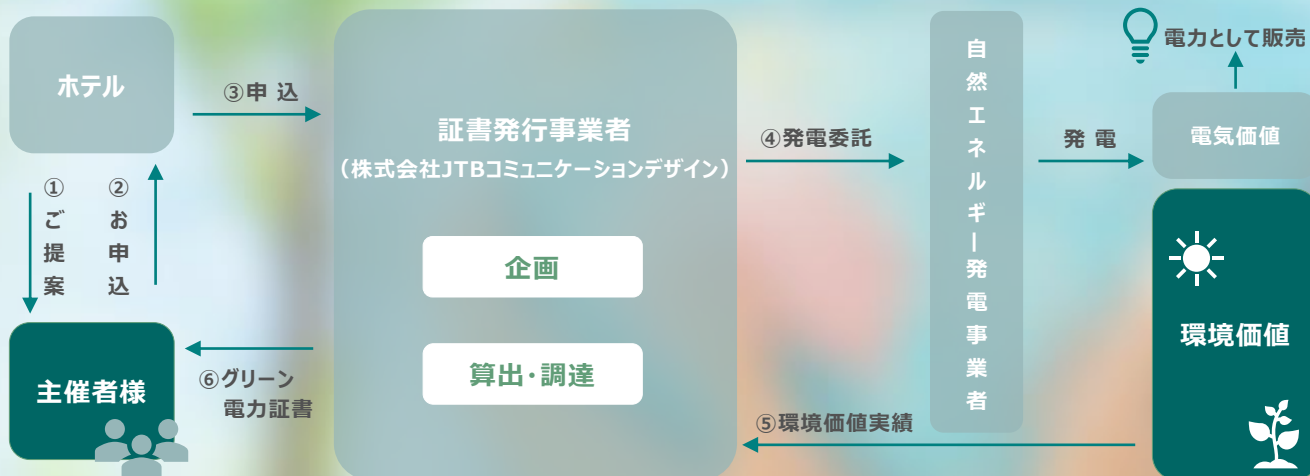 ホテル
①ご提案
②お申込
主催者様
③申 込
証書発行事業者
（株式会社JTBコミュニケーションデザイン）
企画
算出・調達
④発電委託
自然エネルギー発電事業者
発 電
電力として販売
電気価値
環境価値
⑤環境価値実績
⑥グリーン
電力証書